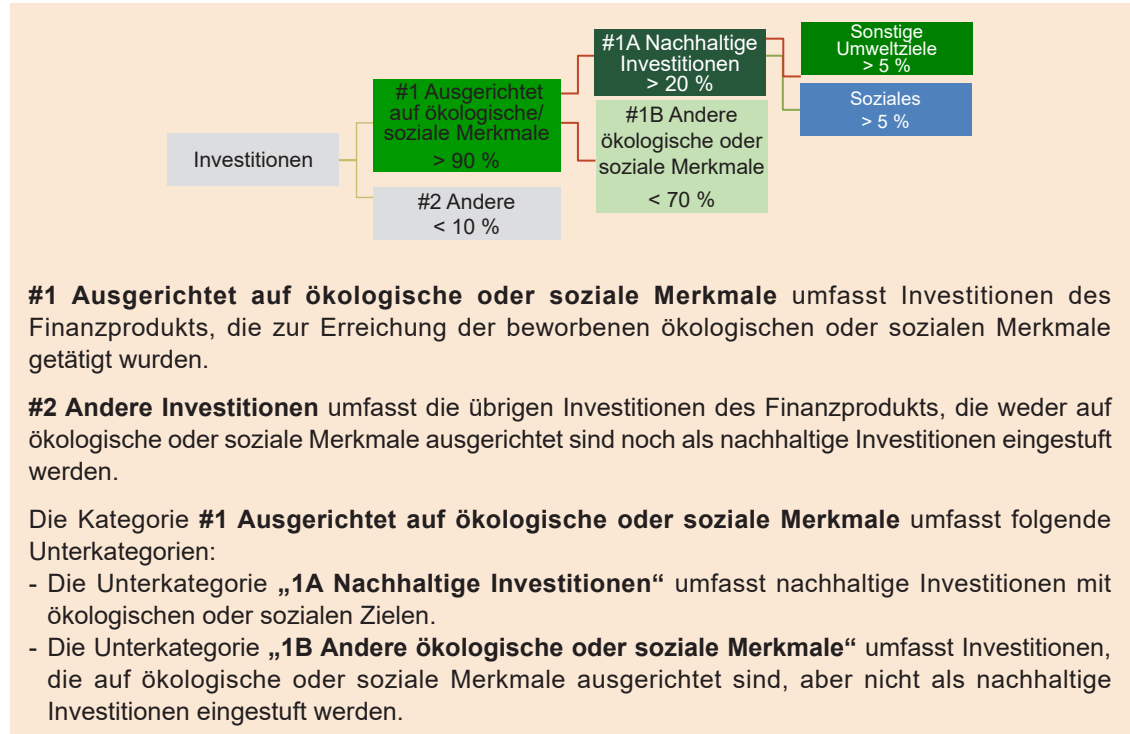 Investitionen
#1 Ausgerichtet
auf ökologische/
soziale Merkmale
> 90 %
#2 Andere
< 10 %
#1A Nachhaltige
Investitionen
> 20 %
#1B Andere
ökologische oder
soziale Merkmale
< 70 %
Sonstige
Umweltziele
> 5 %
Soziales
> 5 %
#1 Ausgerichtet auf ökologische oder soziale Merkmale umfasst Investitionen des
Finanzprodukts, die zur Erreichung der beworbenen ökologischen oder sozialen Merkmale
getätigt wurden.
#2 Andere Investitionen umfasst die übrigen Investitionen des Finanzprodukts, die weder auf
ökologische oder soziale Merkmale ausgerichtet sind noch als nachhaltige Investitionen eingestuft
werden.
Die Kategorie #1 Ausgerichtet auf ökologische oder soziale Merkmale umfasst folgende
Unterkategorien:
- Die Unterkategorie „1A Nachhaltige Investitionen“ umfasst nachhaltige Investitionen mit
ökologischen oder sozialen Zielen.
- Die Unterkategorie „1B Andere ökologische oder soziale Merkmale“ umfasst Investitionen,
die auf ökologische oder soziale Merkmale ausgerichtet sind, aber nicht als nachhaltige
Investitionen eingestuft werden.